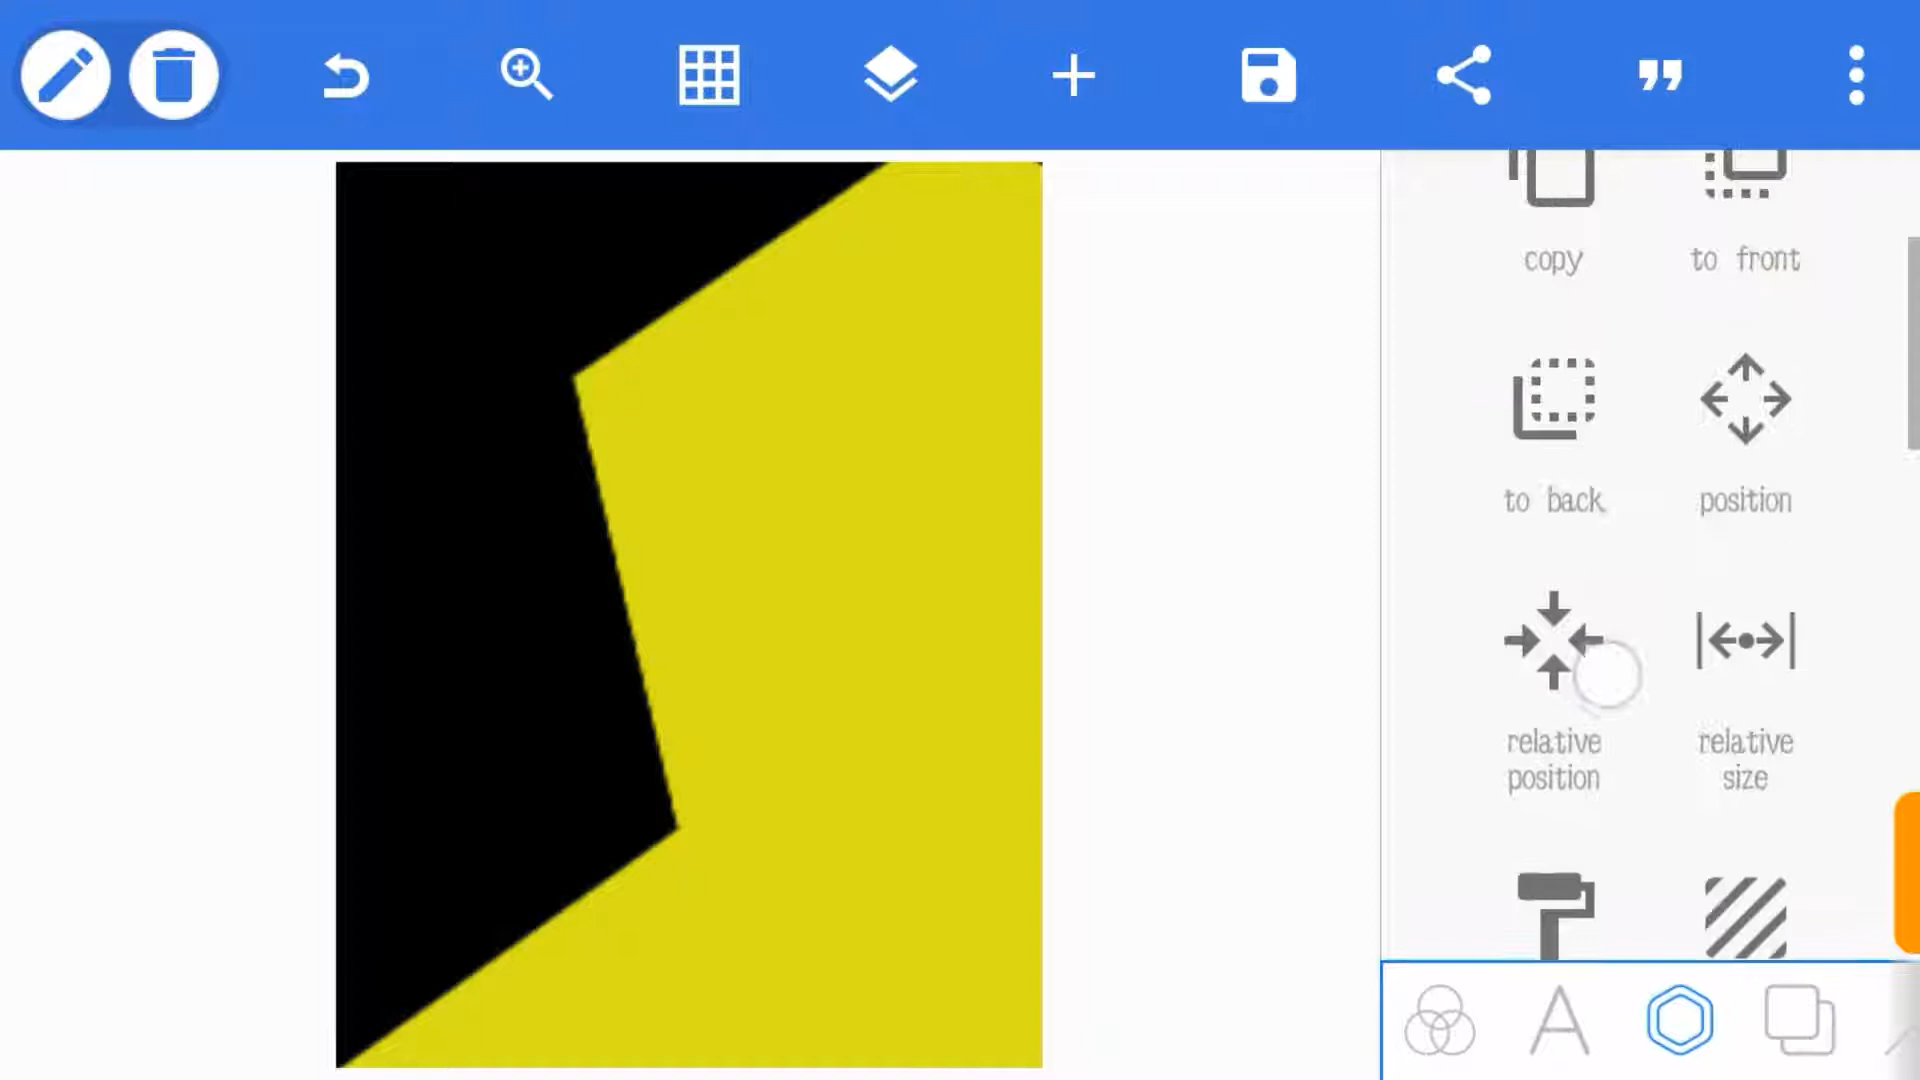 copy
to front
to back
position
relative
position
relative
size